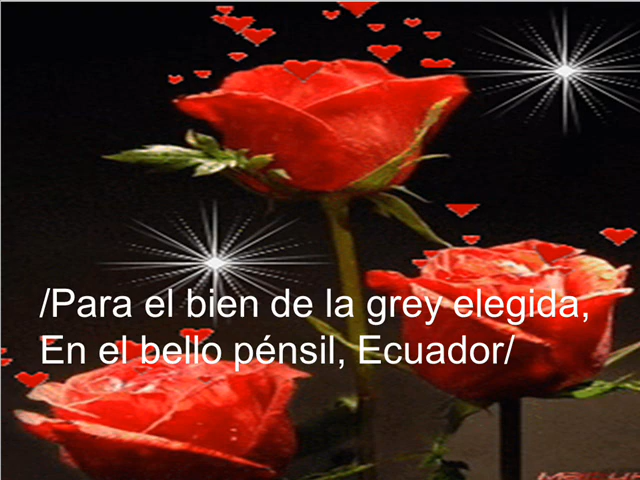 /Para el bien de la grey elegida,
En el bello pénsil, Ecuador/